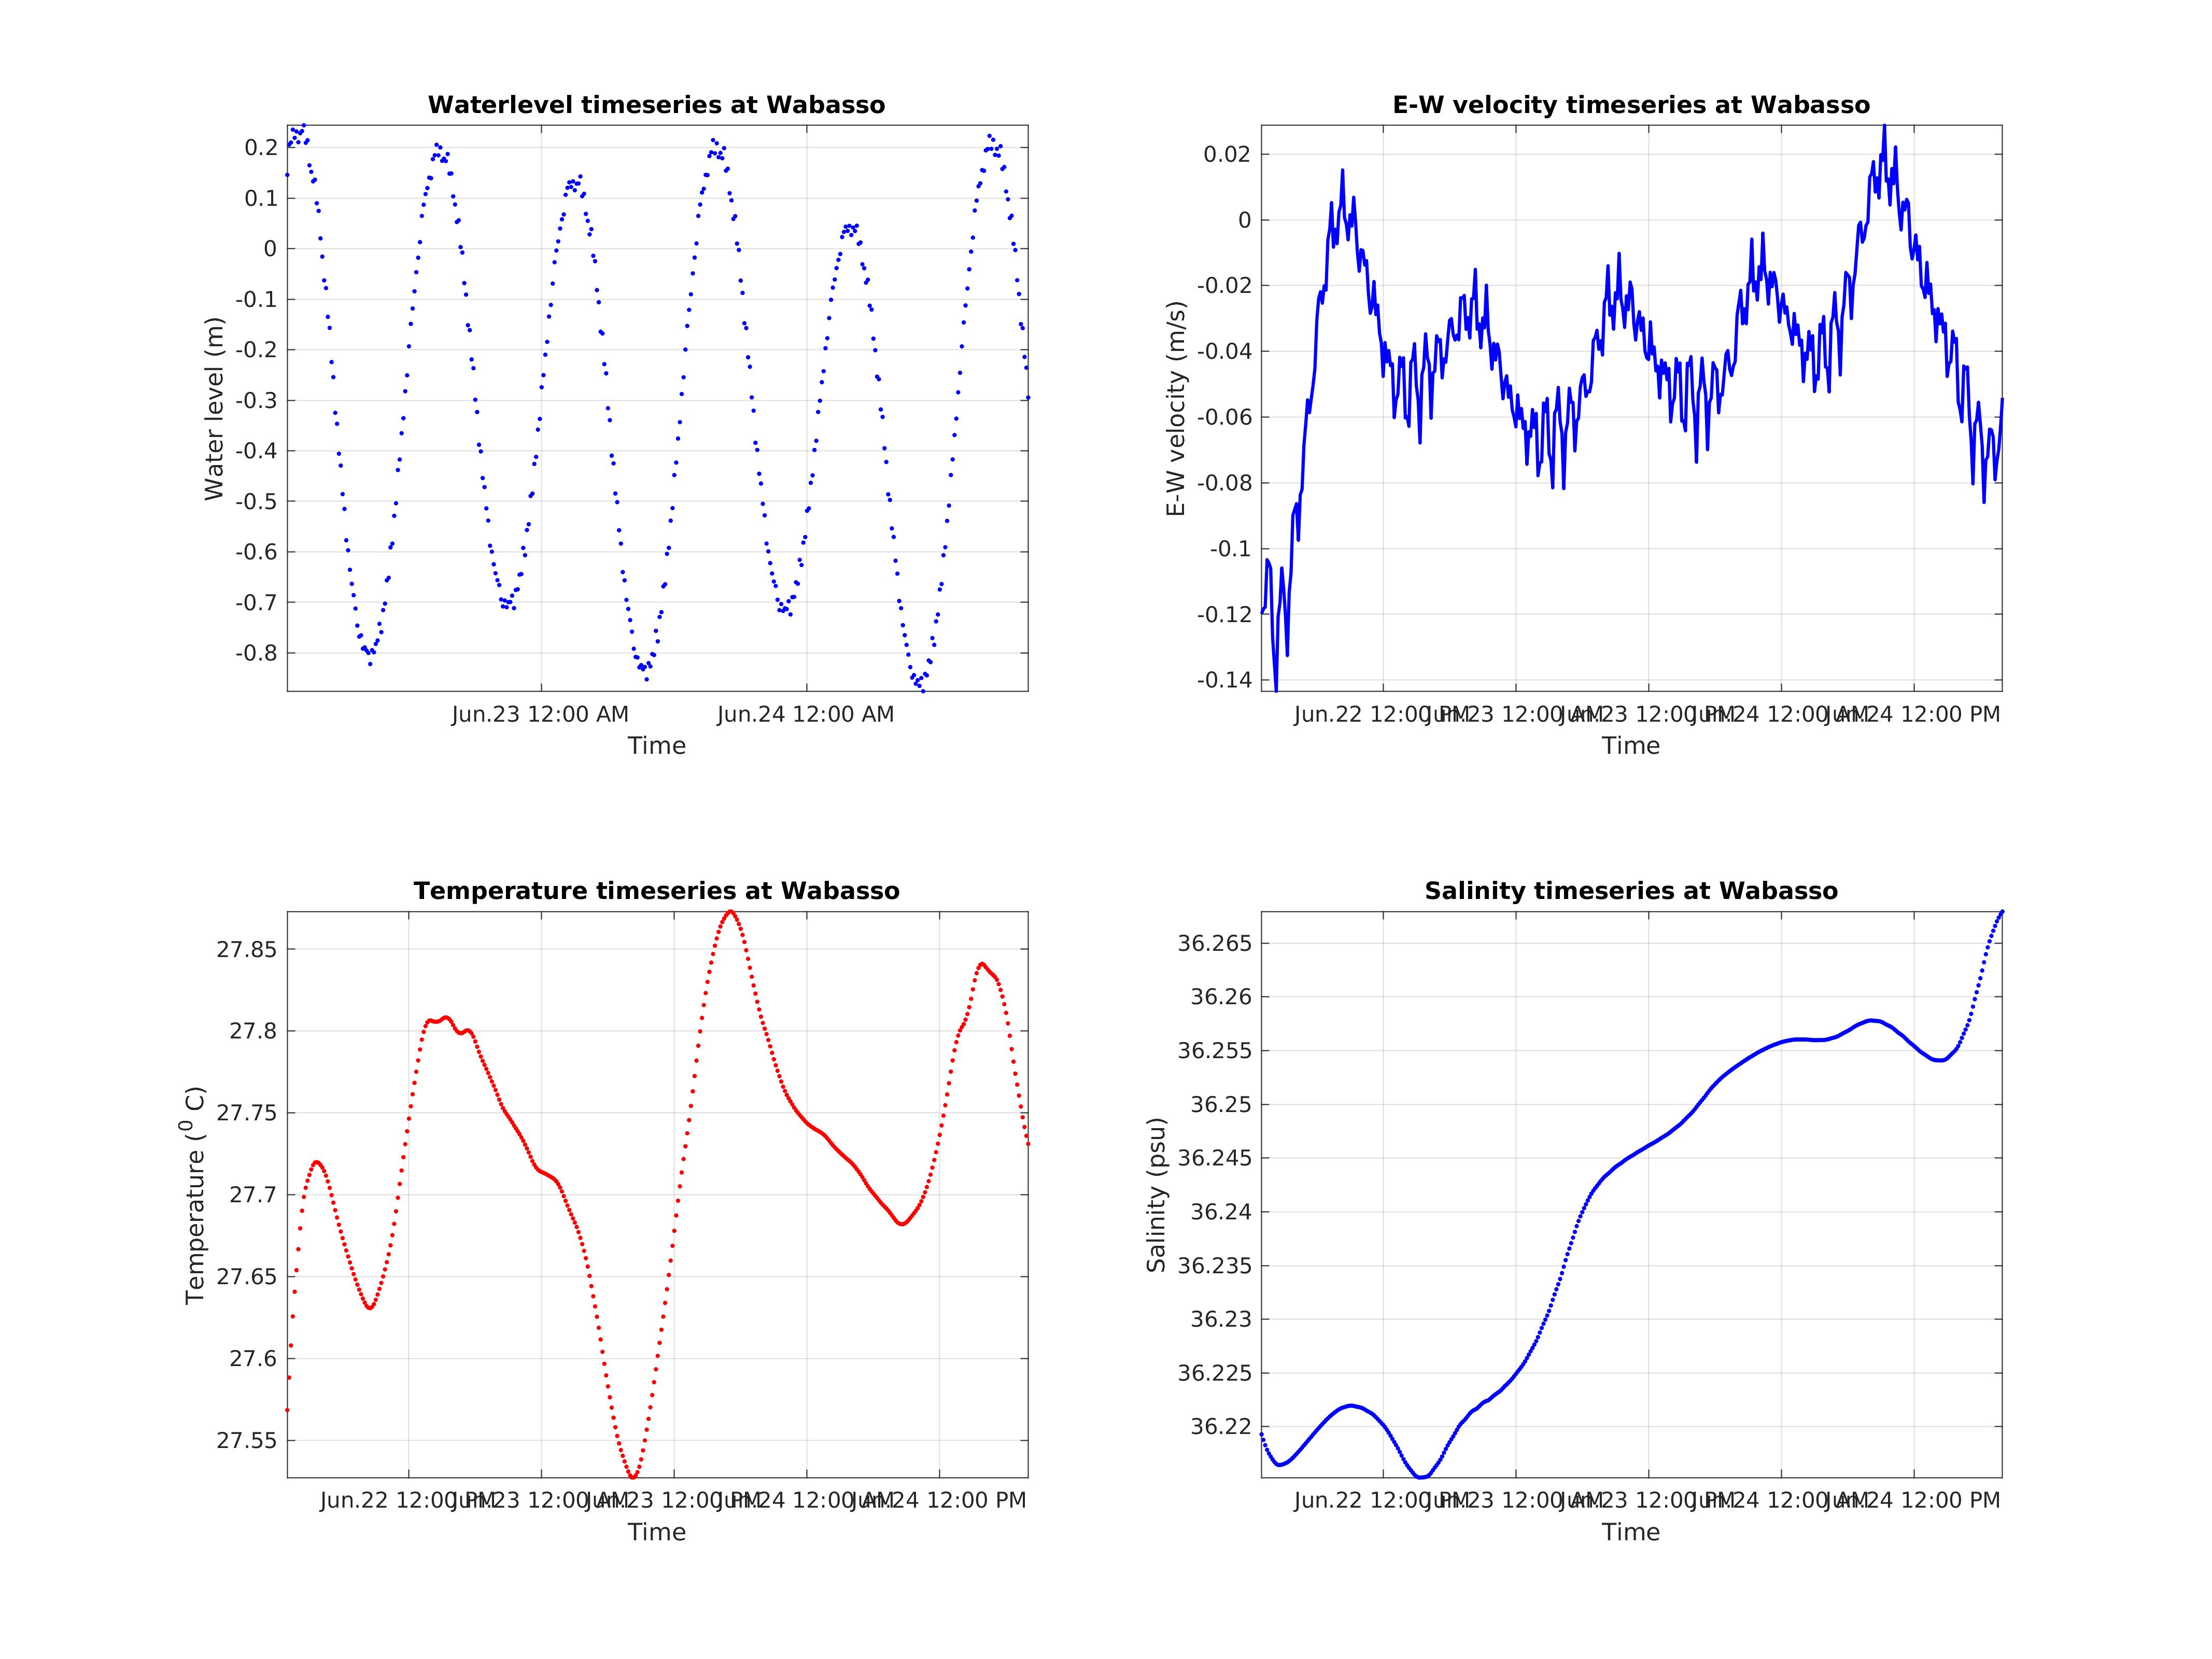 Waterlevel timeseries at Wabasso
Water level (m)
0.2
0.1
0
-0.1
-0.2
-0.3
-0.4
-0.5
-0.6
-0.7
-0.8
Jun.23 12:00 AM
Jun.24 12:00 AM
Time
E-W velocity timeseries at Wabasso
E-W velocity (m/s)
0.02
0
-0.02
-0.04
-0.06
-0.08
-0.1
-0.12
-0.14
Jun.22 12:00 PM
Jun.23 12:00 AM
Jun.23 12:00 PM
Jun.24 12:00 AM
Jun.24 12:00 PM
Time
Temperature timeseries at Wabasso
Temperature (⁰ C)
27.85
27.8
27.75
27.7
27.65
27.6
27.55
Jun.22 12:00 PM
Jun.23 12:00 AM
Jun.23 12:00 PM
Jun.24 12:00 AM
Jun.24 12:00 PM
Time
Salinity timeseries at Wabasso
Salinity (psu)
36.265
36.26
36.255
36.25
36.245
36.24
36.235
36.23
36.225
36.22
Jun.22 12:00 PM
Jun.23 12:00 AM
Jun.23 12:00 PM
Jun.24 12:00 AM
Jun.24 12:00 PM
Time